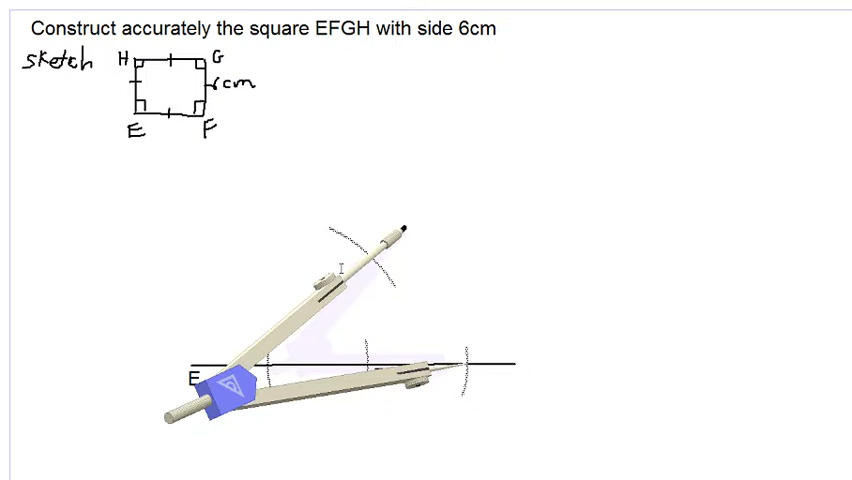 Construct accurately the square EFGH with side 6cm
sketch H G
6cm
E F
E